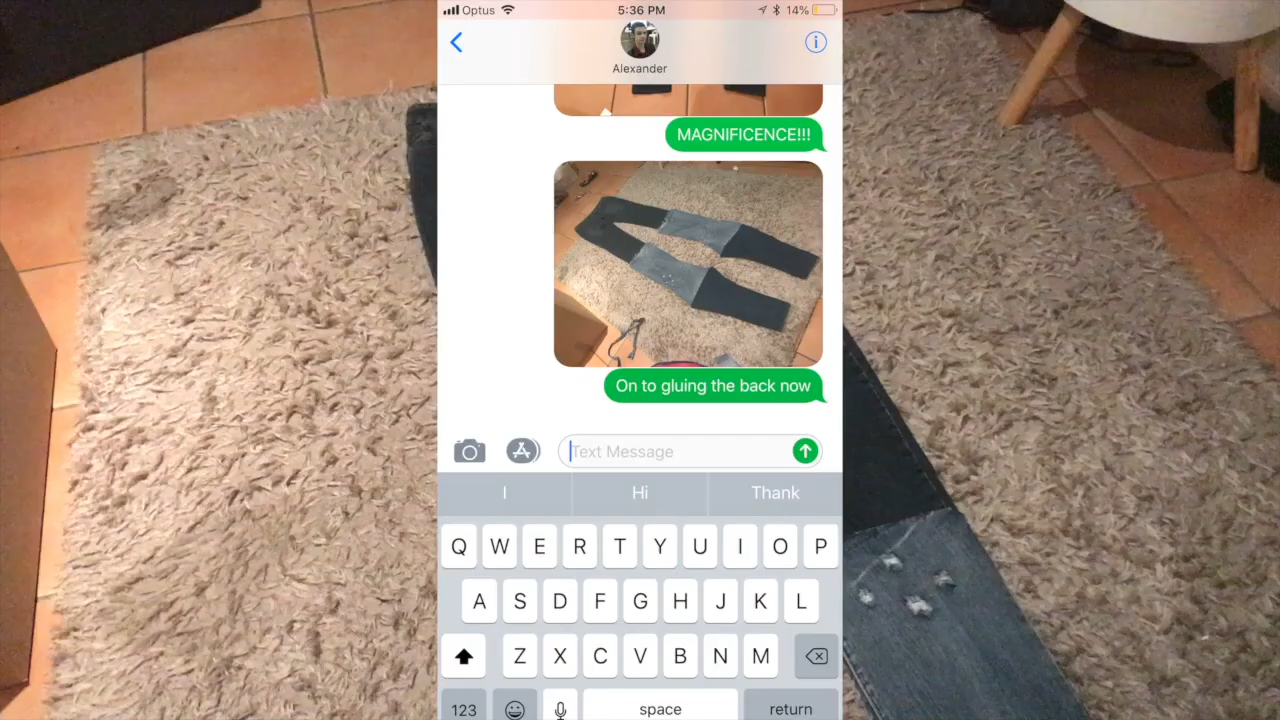 Optus 5:36 PM 14%
Alexander
MAGNIFICENCE!!!
On to gluing the back now
Text Message
I Hi Thank
Q W E R T Y U I O P
A S D F G H J K L
Z X C V B N M
123 space return